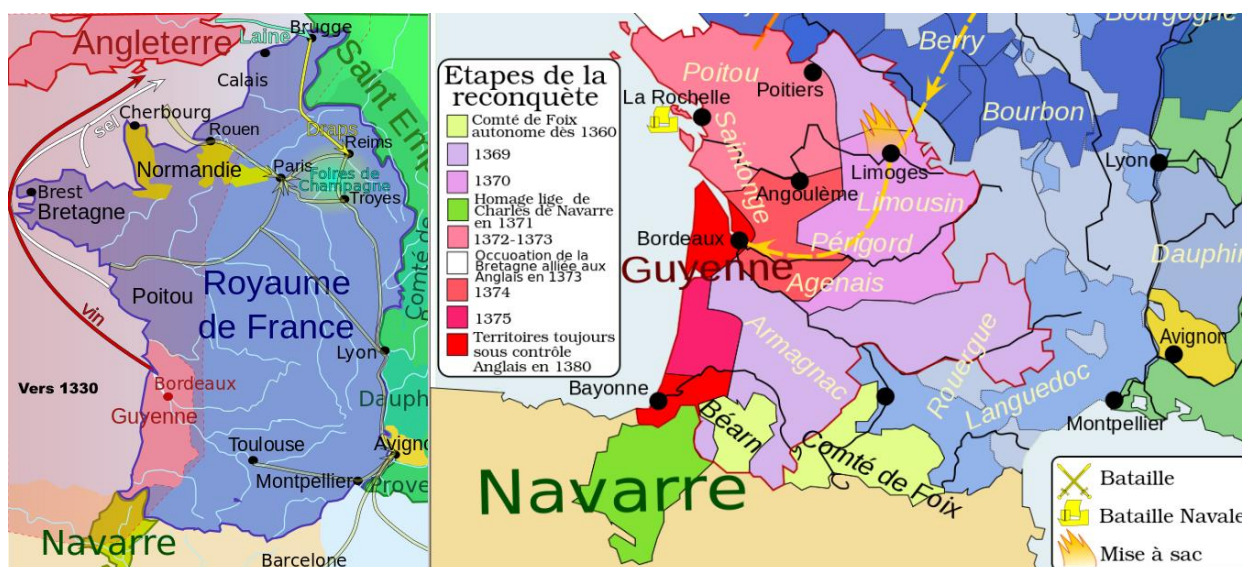 Angleterre
Laine
Brugge
Calais
Saint Emp
Cherbourg
Sel
Rouen
Draps
Reims
Normandie
Paris
Foires de
Champagne
Troyes
Brest
Bretagne
Comté de
Poitou
Royaume
de France
vin
Lyon
Vers 1330
Bordeaux
Guyenne
Dauph
Toulouse
Avigno
Montpellier
Prove
Navarre
Barcelone
Etapes de la
reconquète
Comté de Foix
autonome dès 1360
1369
1370
Homage lige de
Charles de Navarre
en 1371
1372-1373
Occuoation de la
Bretagne alliée aux
Anglais en 1373
1374
1375
Territoires toujours
sous contrôle
Anglais en 1380
Bourgogne
Berry
Poitou
Poitiers
La Rochelle
Bourbon
Saintonge
Lyon
Limoges
Angoulême
Limousin
Bordeaux
Périgord
Dauphin
Guyenne
Agenais
Armagnac
Avignon
Rouergue
Bayonne
Languedoc
Béarn
Montpellier
Comté de Foix
Navarre
Bataille
Bataille Navale
Mise à sac